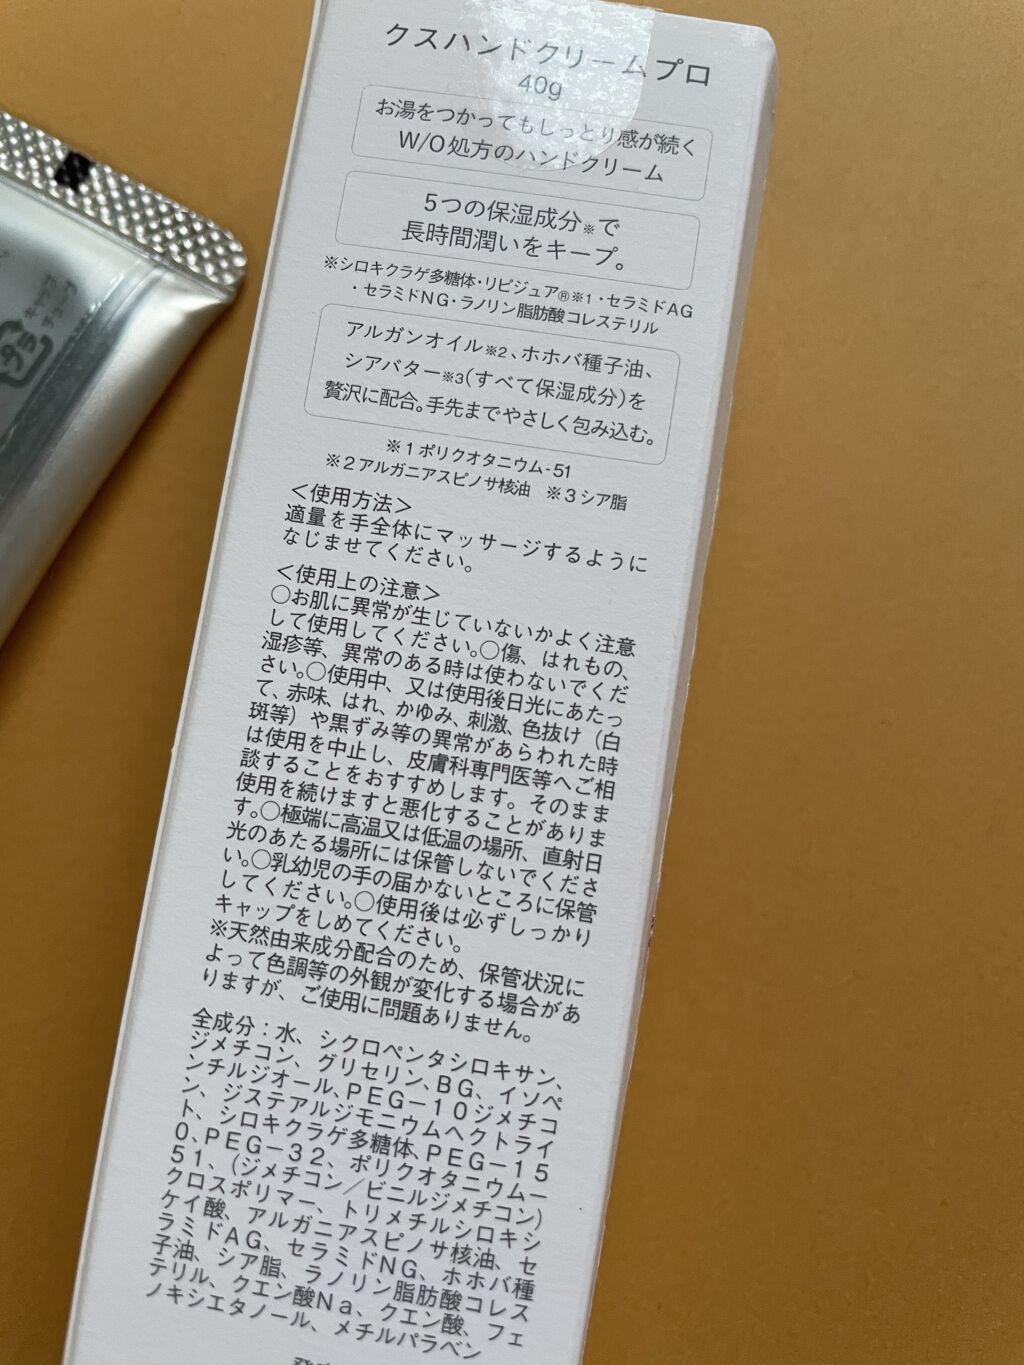 クスハンドクリームプロ
40g
お湯をつかってもしっとり感が続く
W/O処方のハンドクリーム
5つの保湿成分※で
長時間潤いをキープ。
※シロキクラゲ多糖体・リピジュア®※1・セラミドAG
・セラミドNG・ラノリン脂肪酸コレステリル
アルガンオイル※2、ホホバ種子油、
シアバター※3(すべて保湿成分)を
贅沢に配合。手先までやさしく包み込む。
※1ポリクオタニウム-51
※2アルガニアスピノサ核油 ※3シア脂
＜使用方法＞
適量を手全体にマッサージするように
なじませてください。
＜使用上の注意＞
○お肌に異常が生じていないかよく注意
して使用してください。○傷、はれもの、
湿疹等、異常のある時は使わないでくだ
さい。○使用中、又は使用後日光にあたっ
て、赤味、はれ、かゆみ、刺激、色抜け（白
斑等）や黒ずみ等の異常があらわれた時
は使用を中止し、皮膚科専門医等へご相
談することをおすすめします。そのまま
使用を続けますと悪化することがありま
す。○極端に高温又は低温の場所、直射日
光のあたる場所には保管しないでくださ
い。○乳幼児の手の届かないところに保管
してください。○使用後は必ずしっかり
キャップをしめてください。
※天然由来成分配合のため、保管状況に
よって色調等の外観が変化する場合があ
りますが、ご使用に問題ありません。
全成分：水、シクロペンタシロキサン、
ジメチコン、グリセリン、BG、イソペ
ンチルジオール、PEG－10ジメチコ
ン、ジステアルジモニウムヘクトライ
ト、シロキクラゲ多糖体、PEG－15
0、PEG－32、ポリクオタニウム－
51、（ジメチコン／ビニルジメチコン）
クロスポリマー、トリメチルシロキシ
ケイ酸、アルガニアスピノサ核油、セ
ラミドAG、セラミドNG、ホホバ種
子油、シア脂、ラノリン脂肪酸コレス
テリル、クエン酸Na、クエン酸、フェ
ノキシエタノール、メチルパラベン
プラ
キャップ